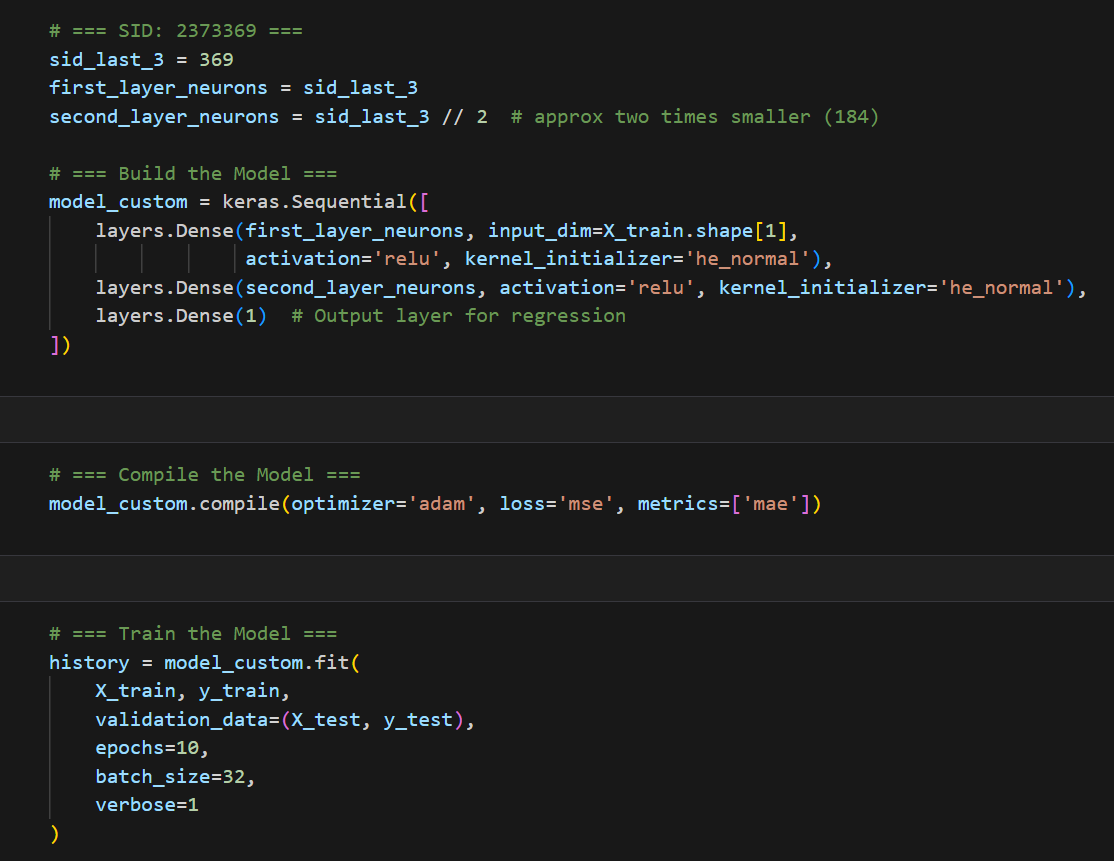 # === SID: 2373369 ===
sid_last_3 = 369
first_layer_neurons = sid_last_3
second_layer_neurons = sid_last_3 // 2  # approx two times smaller (184)
# === Build the Model ===
model_custom = keras.Sequential([
    layers.Dense(first_layer_neurons, input_dim=X_train.shape[1],
                 activation='relu', kernel_initializer='he_normal'),
    layers.Dense(second_layer_neurons, activation='relu', kernel_initializer='he_normal'),
    layers.Dense(1)  # Output layer for regression
])
# === Compile the Model ===
model_custom.compile(optimizer='adam', loss='mse', metrics=['mae'])
# === Train the Model ===
history = model_custom.fit(
    X_train, y_train,
    validation_data=(X_test, y_test),
    epochs=10,
    batch_size=32,
    verbose=1
)